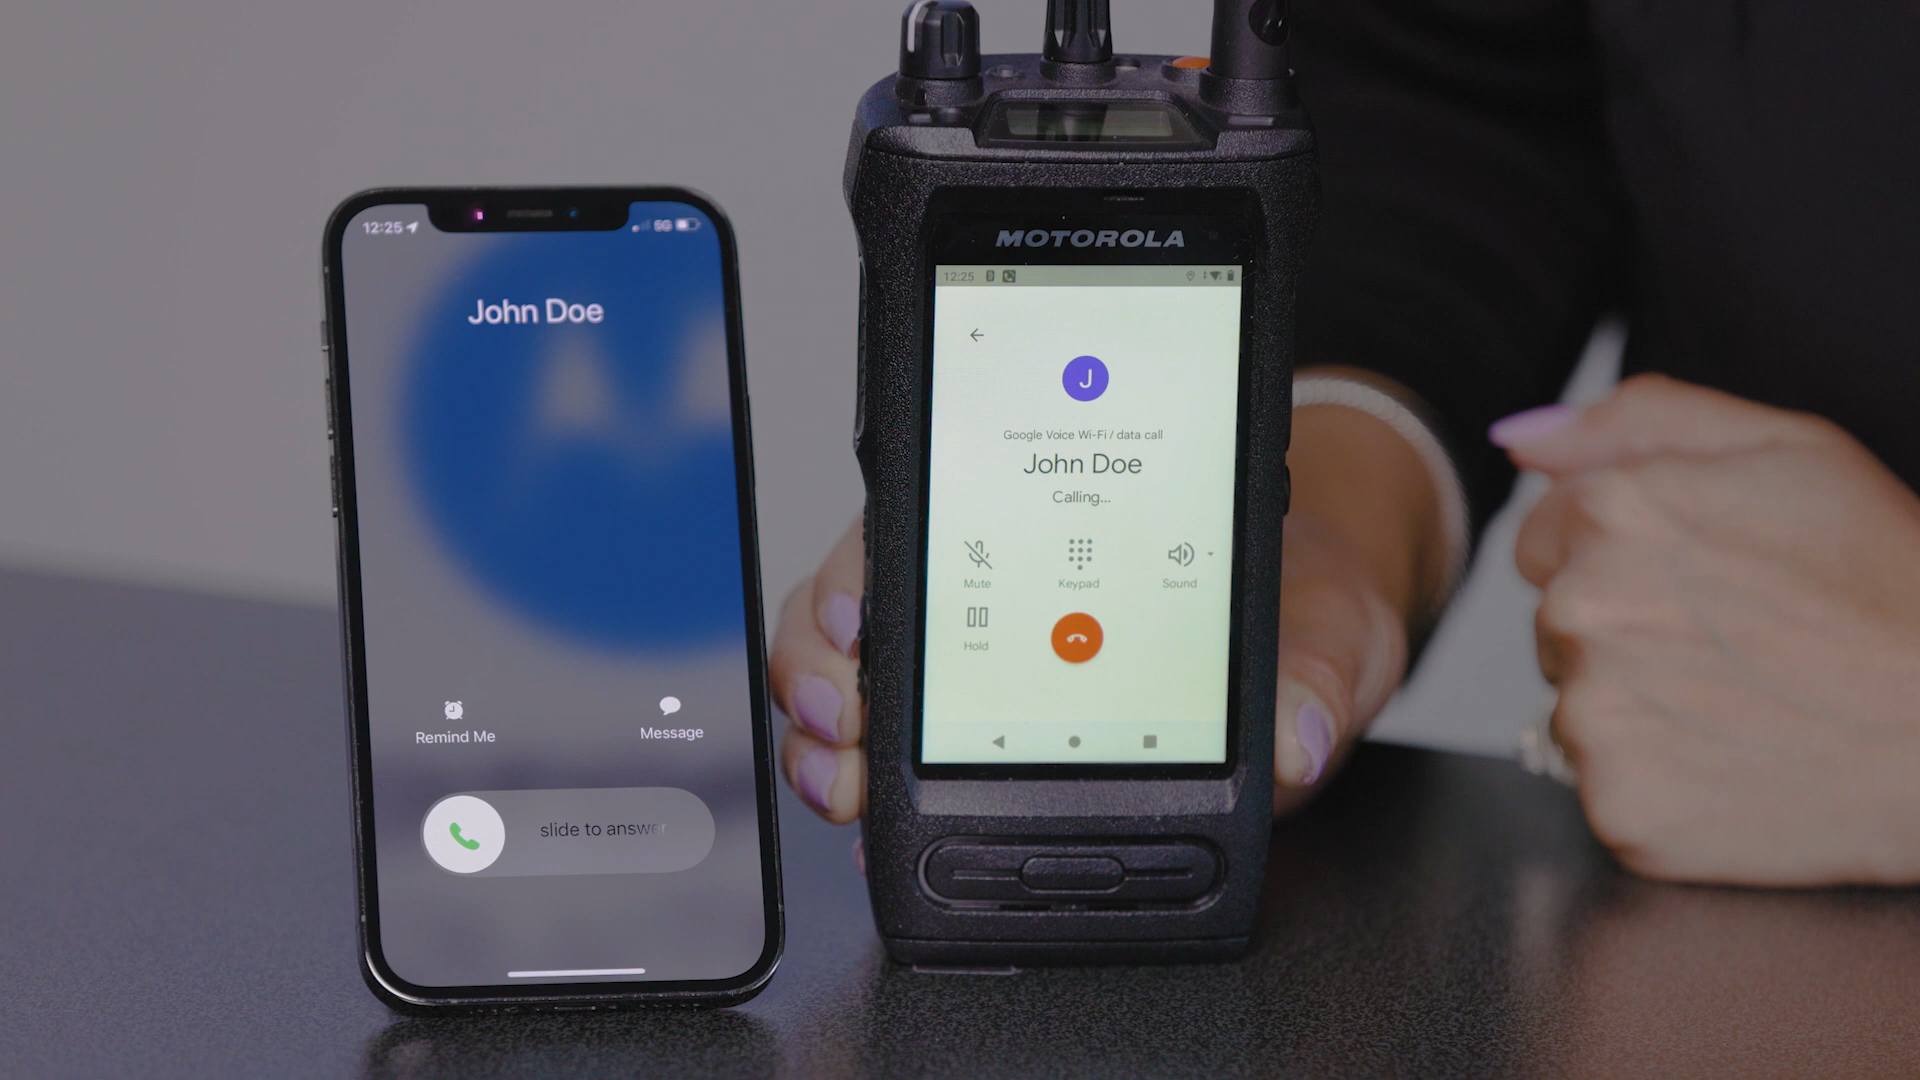 12:25
5G
John Doe
Remind Me
Message
slide to answer
MOTOROLA
12:25
J
Google Voice Wi-Fi / data call
John Doe
Calling...
Mute
Keypad
Sound
Hold